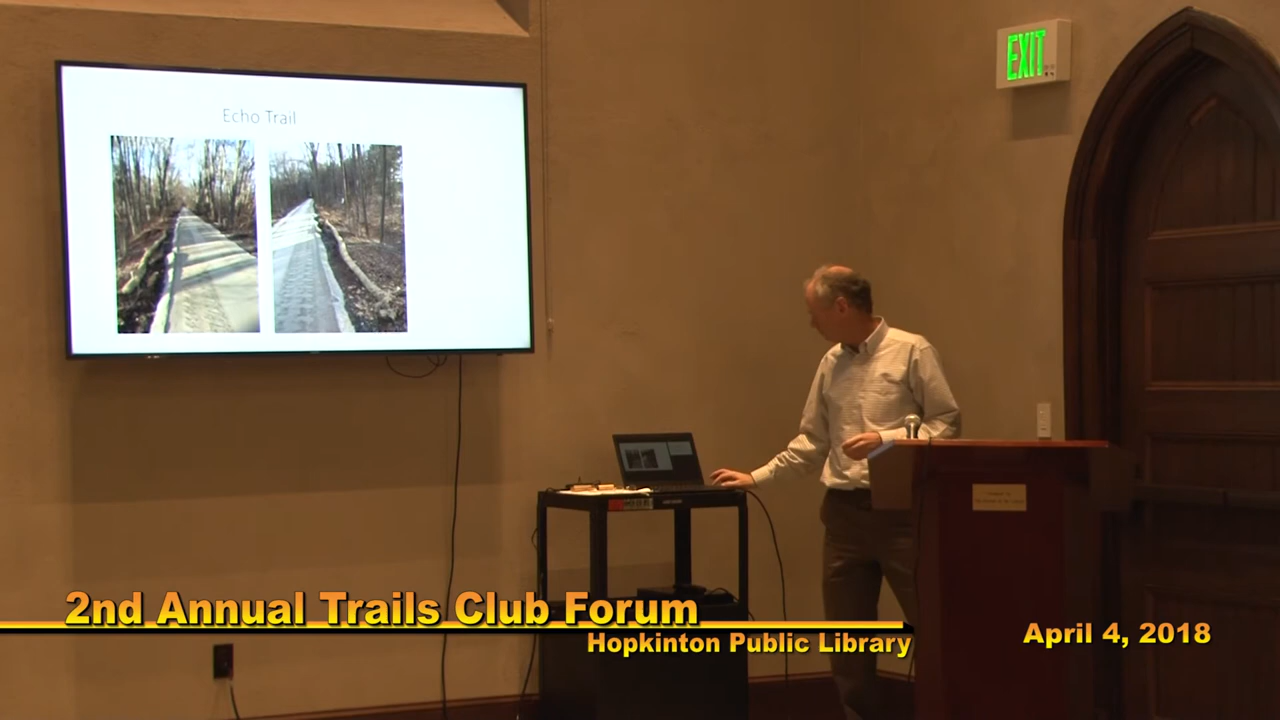 EXIT
Echo Trail
2nd Annual Trails Club Forum
Hopkinton Public Library
April 4, 2018